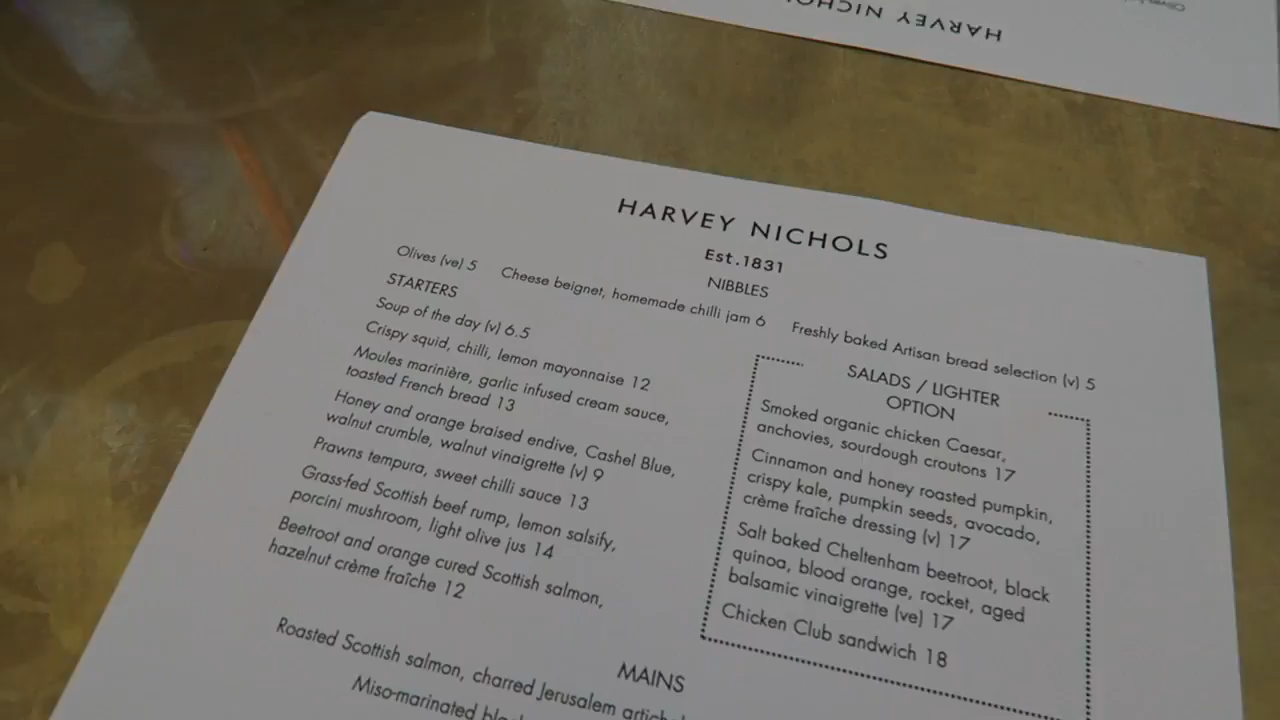 HARVEY NICHOLS
HARVEY NICHOLS
Est.1831
NIBBLES
Olives (ve) 5 Cheese beignet, homemade chilli jam 6 Freshly baked Artisan bread selection (v) 5
STARTERS
Soup of the day (v) 6.5
Crispy squid, chilli, lemon mayonnaise 12
Moules marinière, garlic infused cream sauce,
toasted French bread 13
Honey and orange braised endive, Cashel Blue,
walnut crumble, walnut vinaigrette (v) 9
Prawns tempura, sweet chilli sauce 13
Grass-fed Scottish beef rump, lemon salsify,
porcini mushroom, light olive jus 14
Beetroot and orange cured Scottish salmon,
hazelnut crème fraîche 12
SALADS / LIGHTER
OPTION
Smoked organic chicken Caesar,
anchovies, sourdough croutons 17
Cinnamon and honey roasted pumpkin,
crispy kale, pumpkin seeds, avocado,
crème fraîche dressing (v) 17
Salt baked Cheltenham beetroot, black
quinoa, blood orange, rocket, aged
balsamic vinaigrette (ve) 17
Chicken Club sandwich 18
MAINS
Roasted Scottish salmon, charred Jerusalem
Miso-marinated